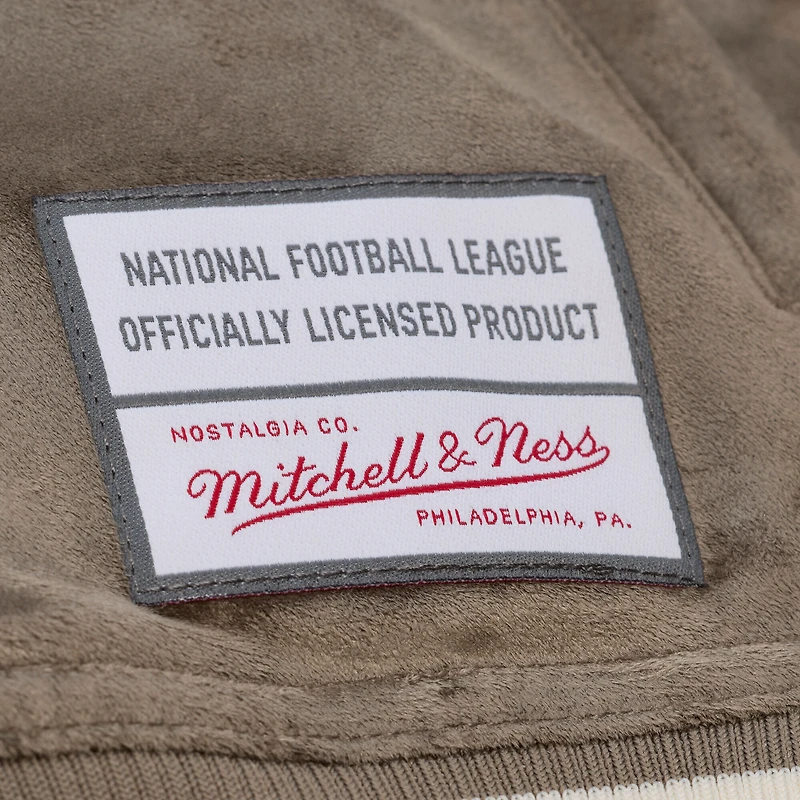 NATIONAL FOOTBALL LEAGUE
OFFICIALLY LICENSED PRODUCT
NOSTALGIA CO.
Mitchell & Ness
PHILADELPHIA, PA.